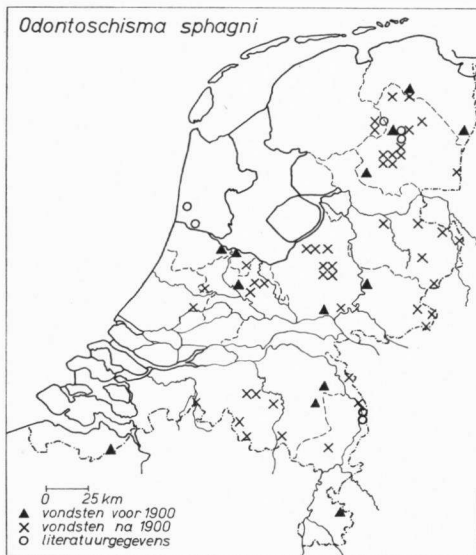 Odontoschisma sphagni
0 25 km
▲ vondsten voor 1900
× vondsten na 1900
○ literatuurgegevens